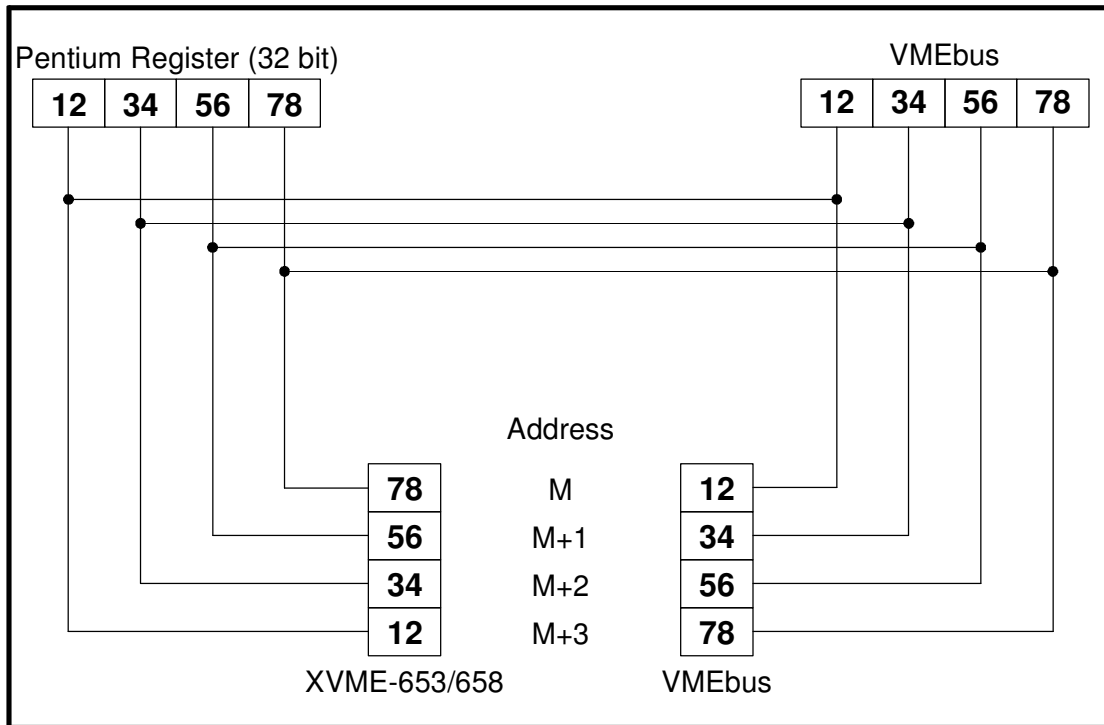 Pentium Register (32 bit)
VMEbus
12 34 56 78
12 34 56 78
Address
78 M 12
56 M+1 34
34 M+2 56
12 M+3 78
XVME-653/658
VMEbus